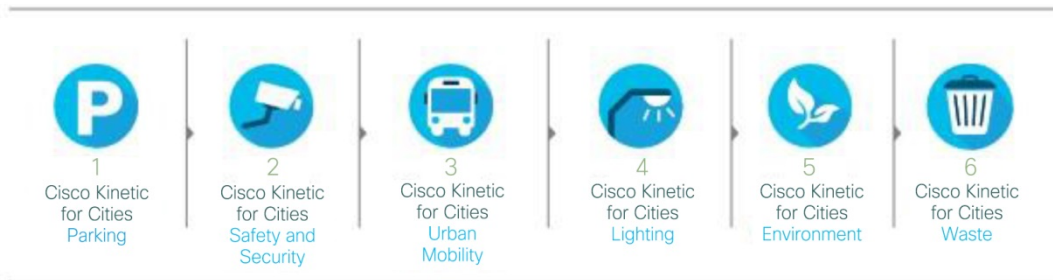 P
1
Cisco Kinetic
for Cities
Parking
2
Cisco Kinetic
for Cities
Safety and
Security
3
Cisco Kinetic
for Cities
Urban
Mobility
4
Cisco Kinetic
for Cities
Lighting
5
Cisco Kinetic
for Cities
Environment
6
Cisco Kinetic
for Cities
Waste